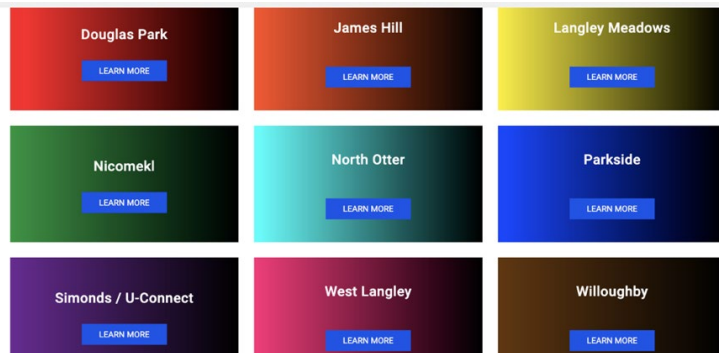 Douglas Park
LEARN MORE
James Hill
LEARN MORE
Langley Meadows
LEARN MORE
Nicomekl
LEARN MORE
North Otter
LEARN MORE
Parkside
LEARN MORE
Simonds / U-Connect
LEARN MORE
West Langley
LEARN MORE
Willoughby
LEARN MORE